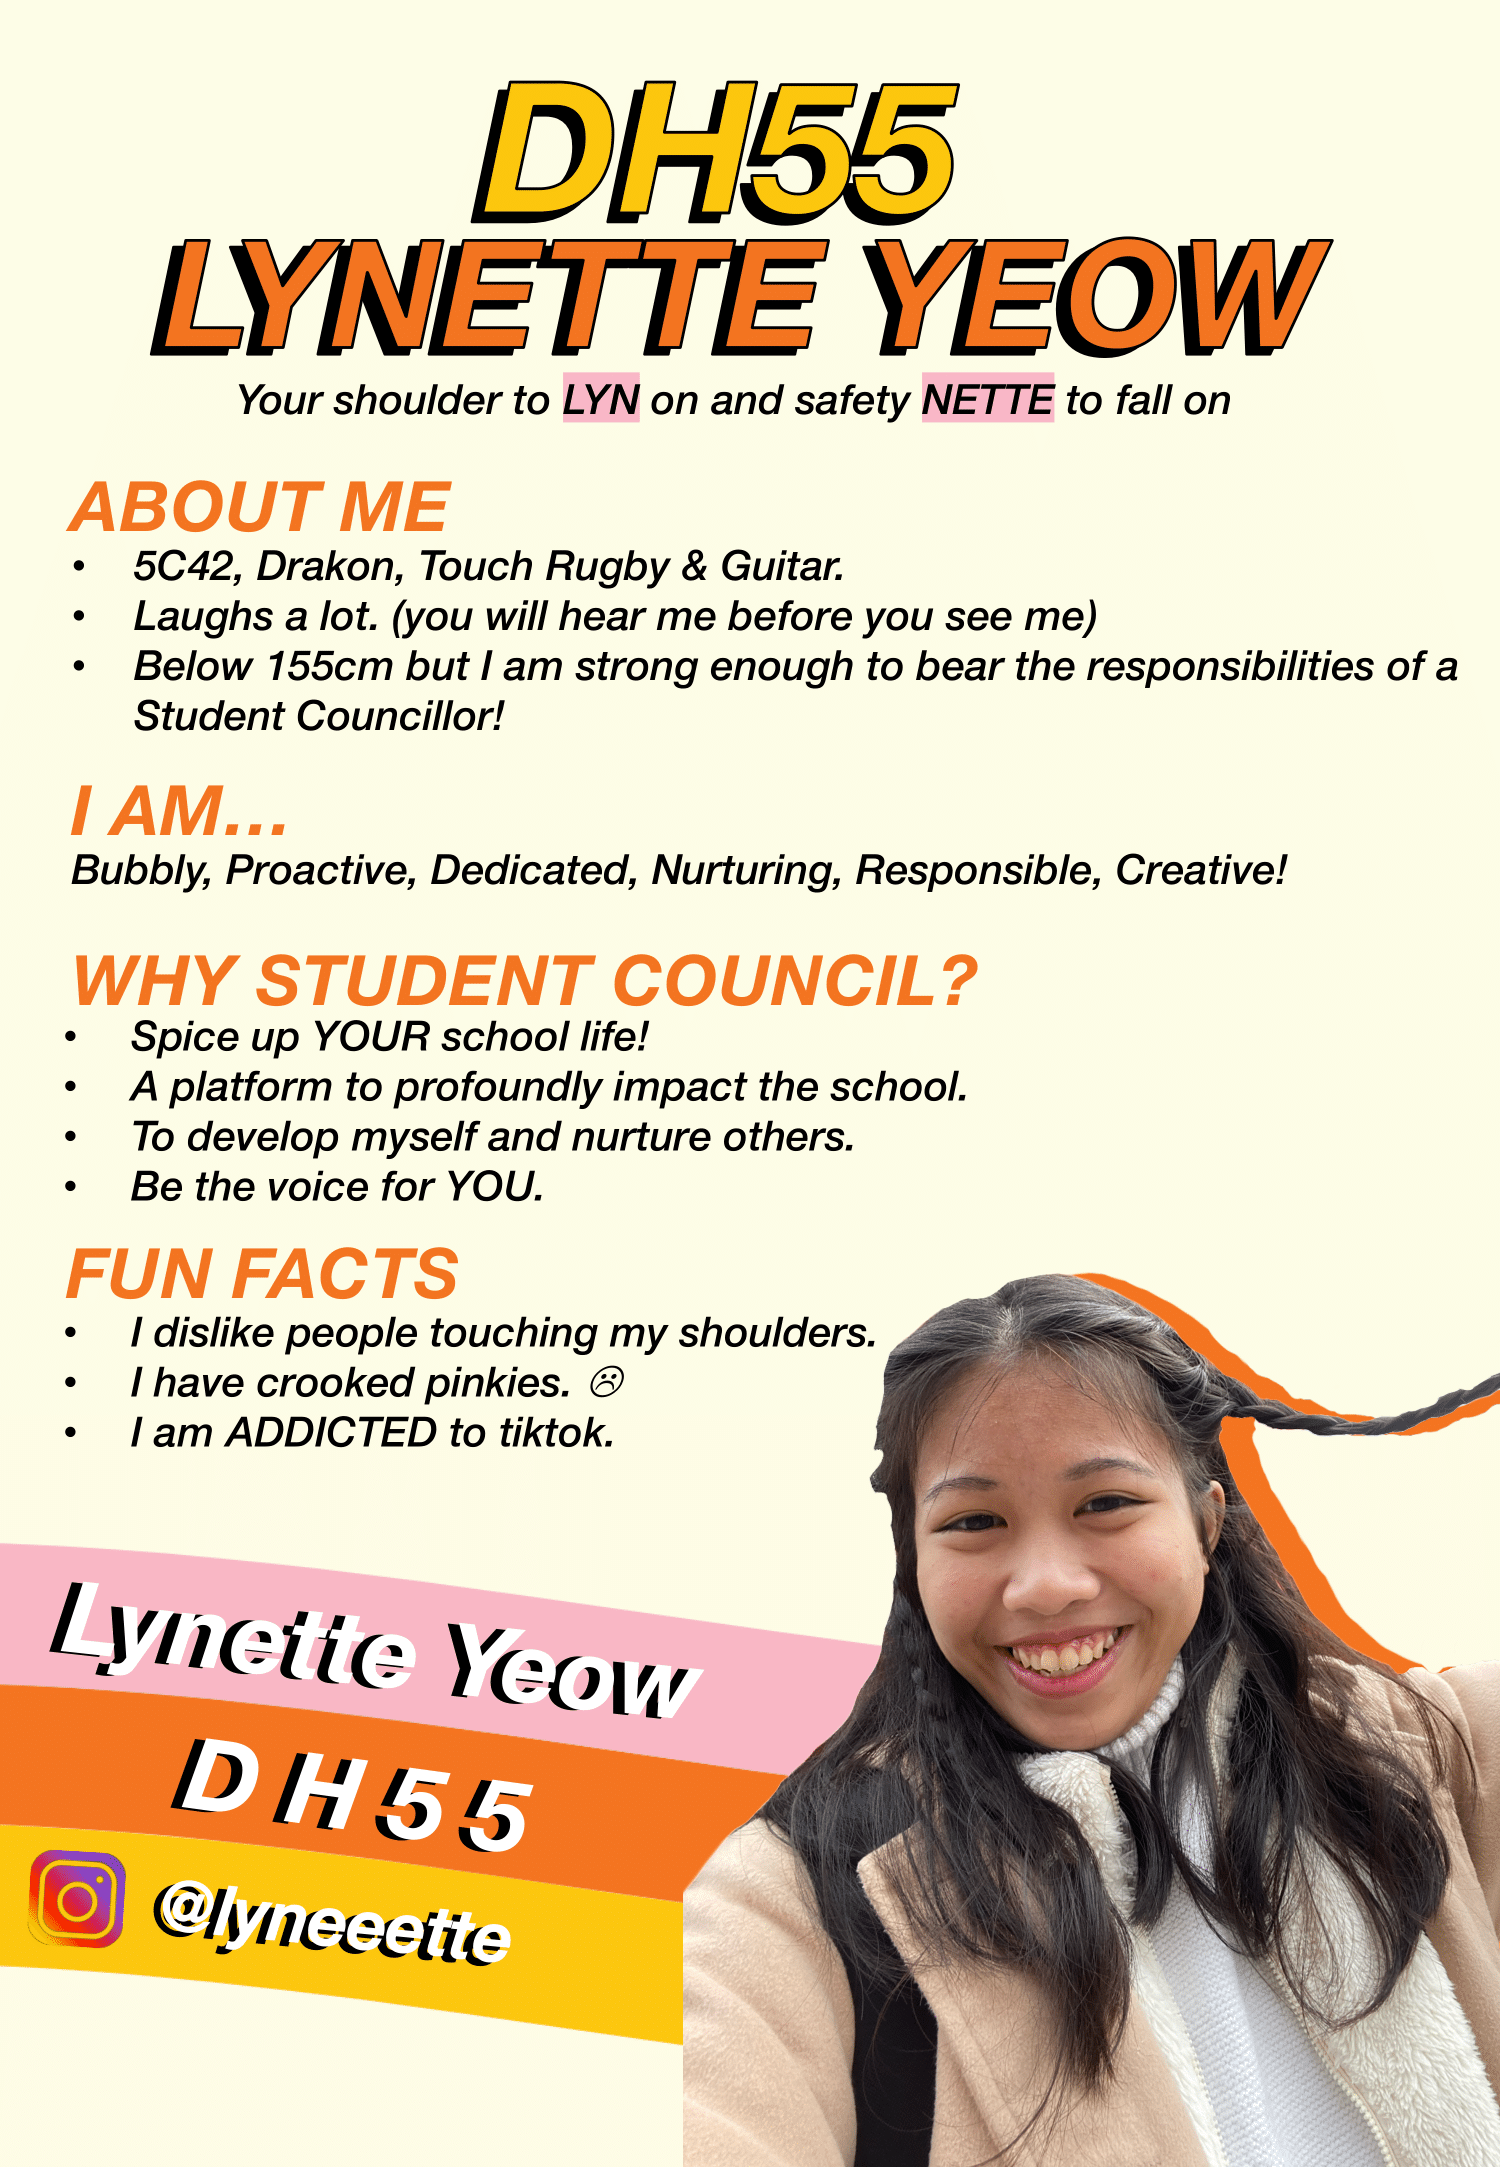 DH55
LYNETTE YEOW
Your shoulder to LYN on and safety NETTE to fall on
ABOUT ME
• 5C42, Drakon, Touch Rugby & Guitar.
• Laughs a lot. (you will hear me before you see me)
• Below 155cm but I am strong enough to bear the responsibilities of a
Student Councillor!
I AM...
Bubbly, Proactive, Dedicated, Nurturing, Responsible, Creative!
WHY STUDENT COUNCIL?
• Spice up YOUR school life!
• A platform to profoundly impact the school.
• To develop myself and nurture others.
• Be the voice for YOU.
FUN FACTS
• I dislike people touching my shoulders.
• I have crooked pinkies. ☹
• I am ADDICTED to tiktok.
Lynette Yeow
DH55
@lyneeette